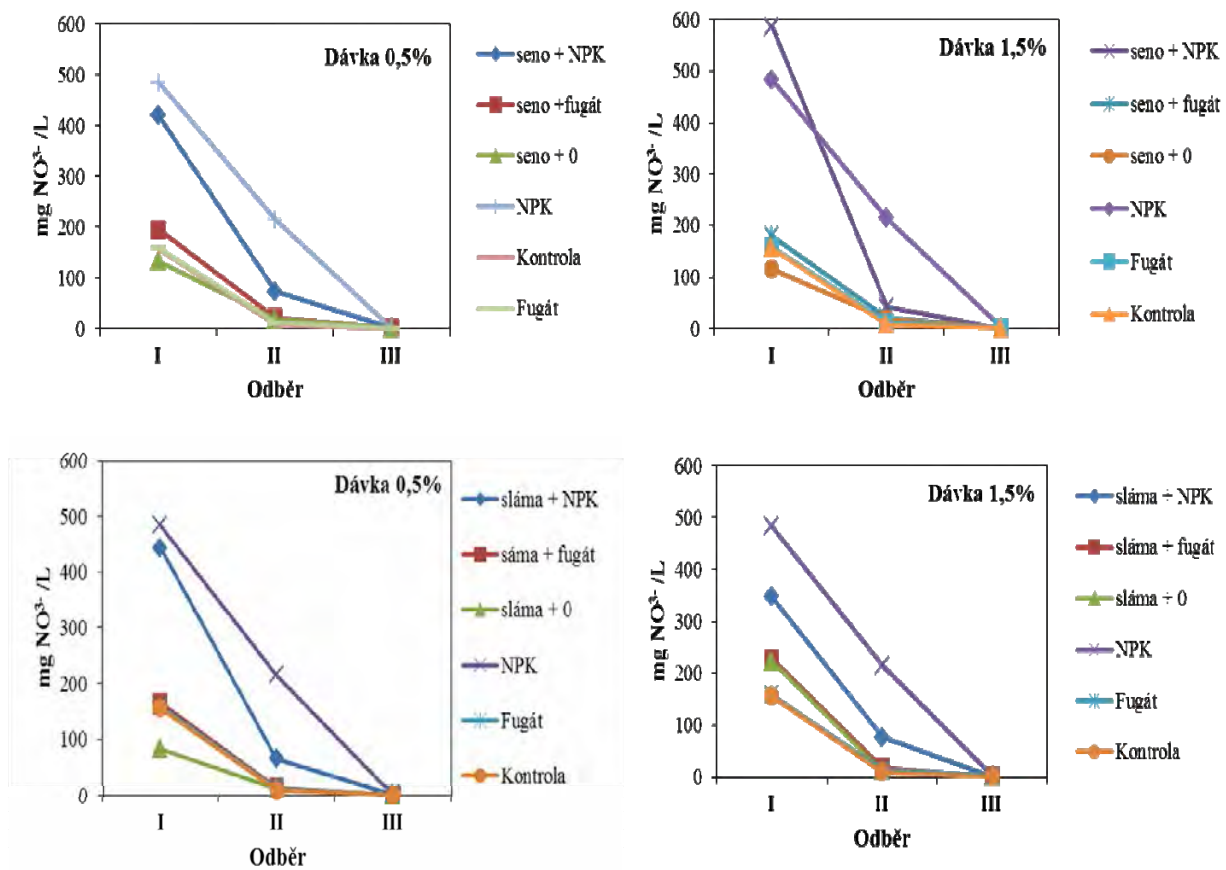 600
500
400
300
200
100
0
mg NO³⁻ /L
Dávka 0,5%
I
II
III
Odběr
seno + NPK
seno +fugát
seno + 0
NPK
Kontrola
Fugát
600
500
400
300
200
100
0
mg NO³⁻ /L
Dávka 1,5%
I
II
III
Odběr
seno + NPK
seno + fugát
seno + 0
NPK
Fugát
Kontrola
600
500
400
300
200
100
0
mg NO³⁻ /L
Dávka 0,5%
I
II
III
Odběr
sláma + NPK
sáma + fugát
sláma + 0
NPK
Fugát
Kontrola
600
500
400
300
200
100
0
mg NO³⁻ /L
Dávka 1,5%
I
II
III
Odběr
sláma + NPK
sláma + fugát
sláma + 0
NPK
Fugát
Kontrola